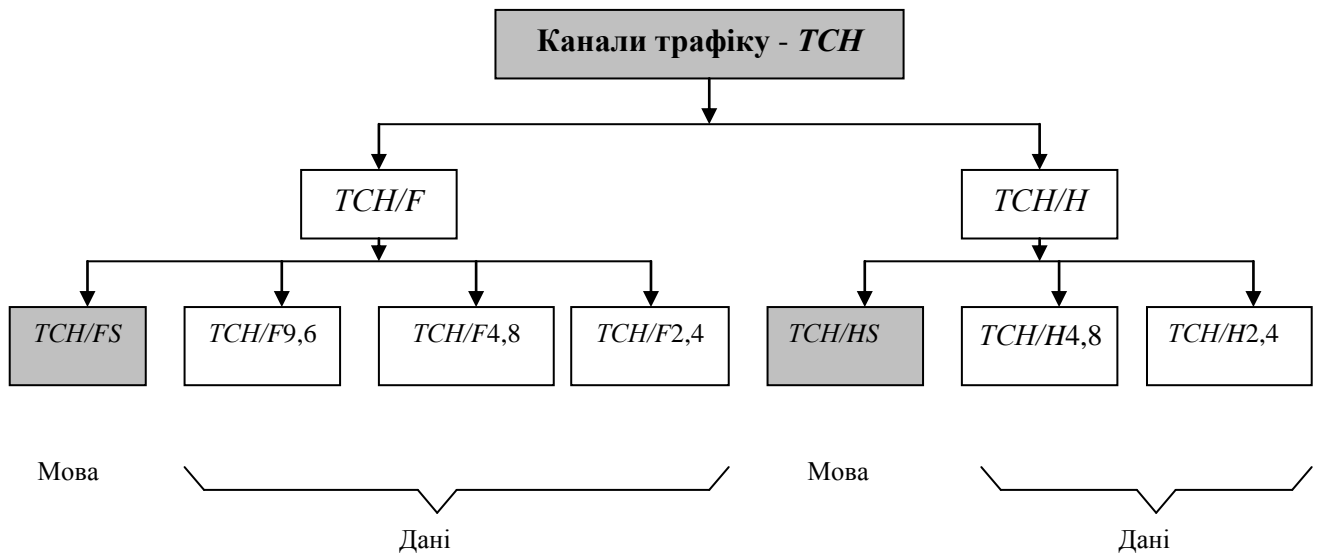 Канали трафіку - TCH
TCH/F
TCH/H
TCH/FS
TCH/F9,6
TCH/F4,8
TCH/F2,4
TCH/HS
TCH/H4,8
TCH/H2,4
Мова
Мова
Дані
Дані